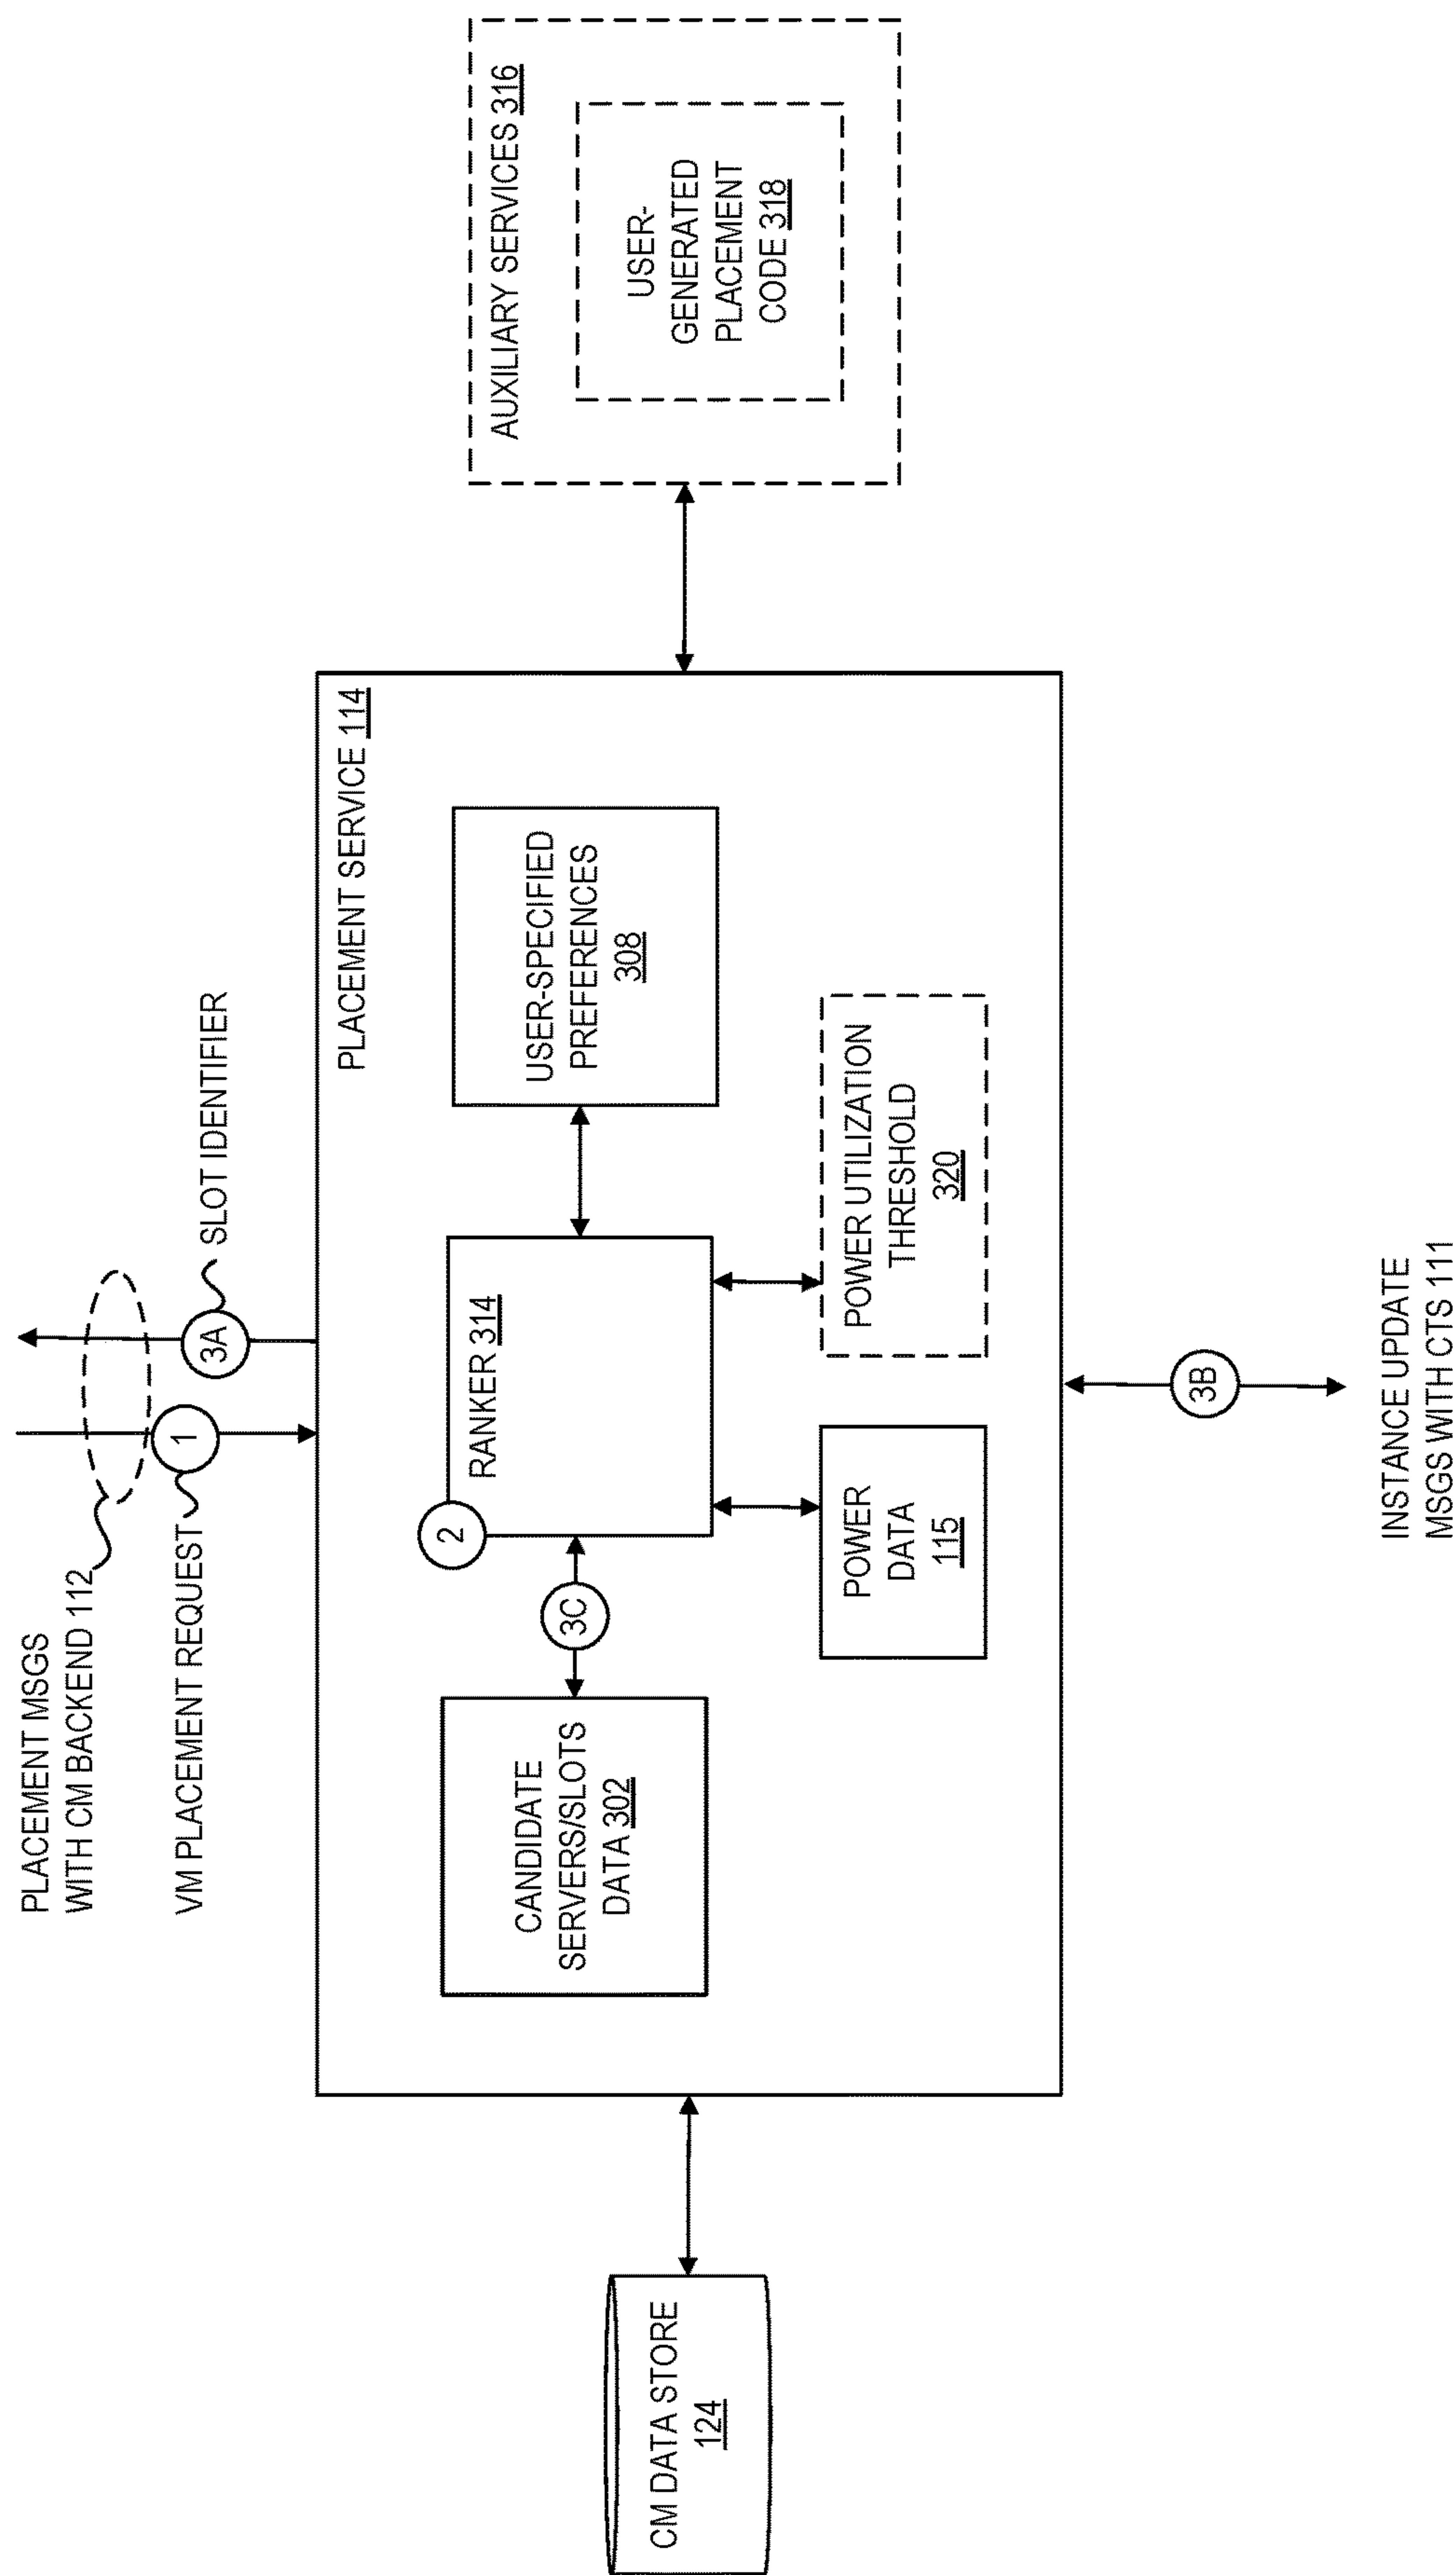 PLACEMENT MSGS
WITH CM BACKEND 112
VM PLACEMENT REQUEST
1
3A
SLOT IDENTIFIER
PLACEMENT SERVICE 114
CANDIDATE
SERVERS/SLOTS
DATA 302
3C
2
RANKER 314
USER-SPECIFIED
PREFERENCES
308
POWER
DATA
115
POWER UTILIZATION
THRESHOLD
320
CM DATA STORE
124
AUXILIARY SERVICES 316
USER-
GENERATED
PLACEMENT
CODE 318
3B
INSTANCE UPDATE
MSGS WITH CTS 111